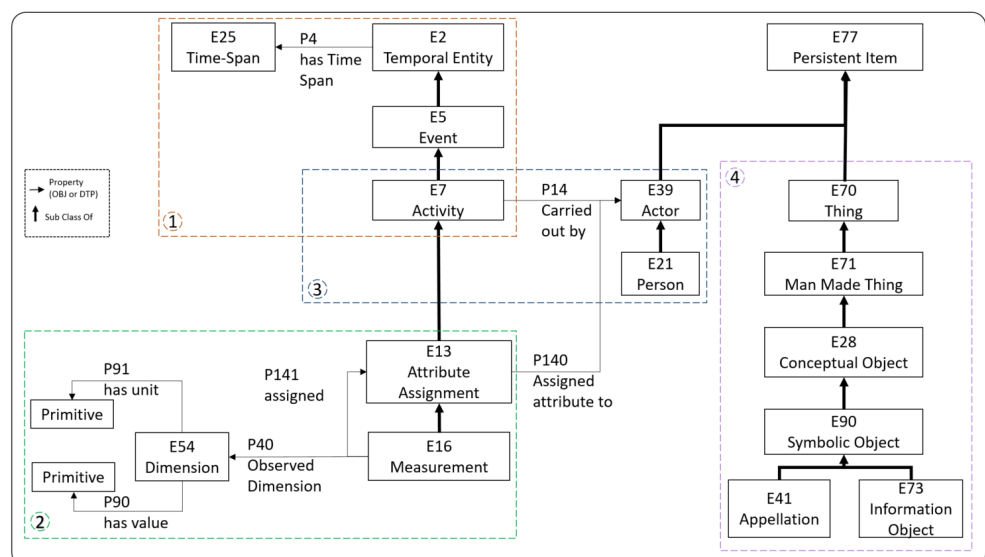 E25
Time-Span
P4
has Time
Span
E2
Temporal Entity
E77
Persistent Item
E5
Event
Property
(OBJ or DTP)
Sub Class Of
1
E7
Activity
P14
Carried
out by
E39
Actor
4
E70
Thing
3
E21
Person
E71
Man Made Thing
E13
Attribute
Assignment
P141
assigned
P140
Assigned
attribute to
E28
Conceptual Object
P91
has unit
Primitive
E54
Dimension
P40
Observed
Dimension
E16
Measurement
E90
Symbolic Object
Primitive
P90
has value
2
E41
Appellation
E73
Information
Object